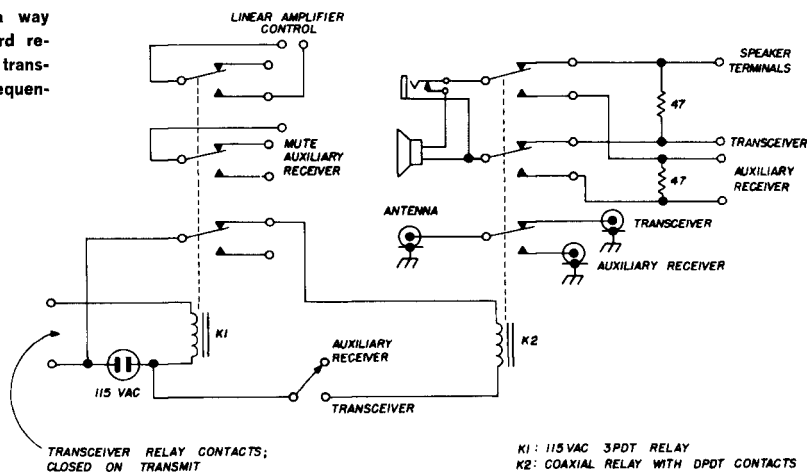 way
rd re-
trans-
equen-
LINEAR AMPLIFIER
CONTROL
MUTE
AUXILIARY
RECEIVER
SPEAKER
TERMINALS
47
TRANSCEIVER
47
AUXILIARY
RECEIVER
ANTENNA
TRANSCEIVER
AUXILIARY RECEIVER
K1
115 VAC
AUXILIARY
RECEIVER
TRANSCEIVER
K2
TRANSCEIVER RELAY CONTACTS;
CLOSED ON TRANSMIT
K1: 115VAC 3PDT RELAY
K2: COAXIAL RELAY WITH DPDT CONTACTS